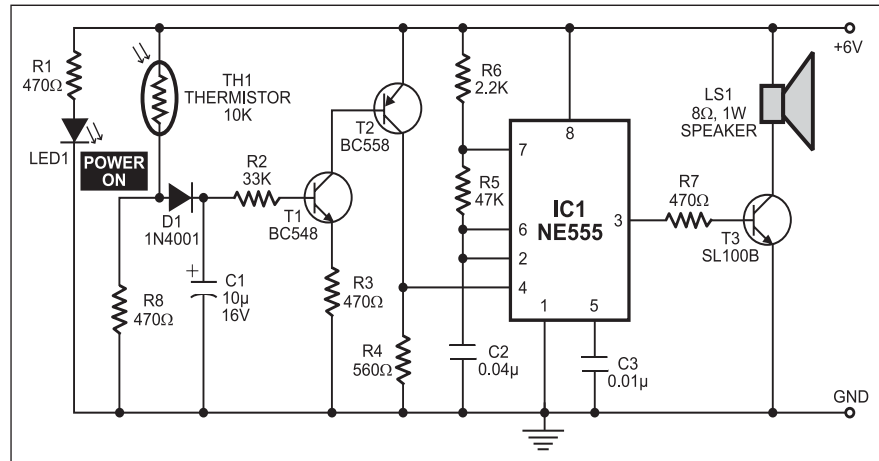 R1
470Ω
LED1
POWER
ON
TH1
THERMISTOR
10K
D1
1N4001
R8
470Ω
+
C1
10µ
16V
R2
33K
T1
BC548
R3
470Ω
T2
BC558
R4
560Ω
R6
2.2K
R5
47K
C2
0.04µ
7
6
2
4
8
IC1
NE555
3
1
5
C3
0.01µ
R7
470Ω
T3
SL100B
LS1
8Ω, 1W
SPEAKER
+6V
GND